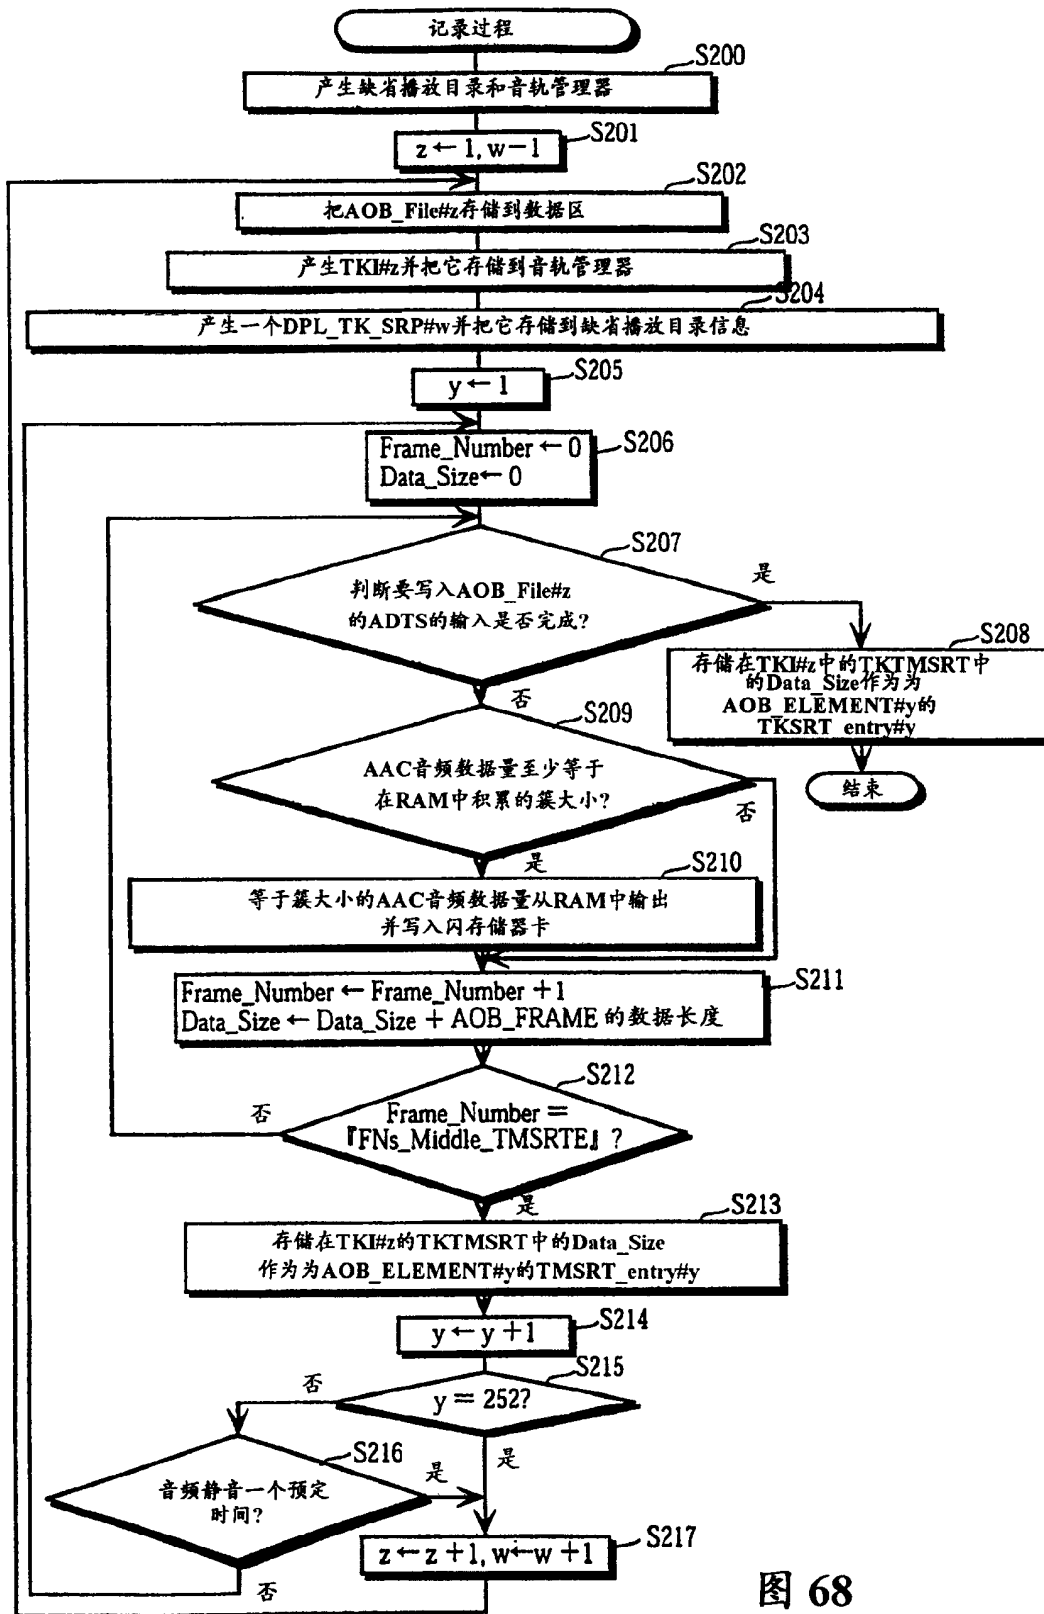 记录过程
S200
产生缺省播放目录和音轨管理器
S201
z←1, w−1
S202
把AOB_File#z存储到数据区
S203
产生TKI#z并把它存储到音轨管理器
S204
产生一个DPL_TK_SRP#w并把它存储到缺省播放目录信息
S205
y←1
S206
Frame_Number←0
Data_Size←0
S207
判断要写入AOB_File#z
的ADTS的输入是否完成?
是
S208
存储在TKI#z中的TKTMSRT中
的Data_Size作为为
AOB_ELEMENT#y的
TKSRT_entry#y
结束
否
S209
AAC音频数据量至少等于
在RAM中积累的簇大小?
否
是
S210
等于簇大小的AAC音频数据量从RAM中输出
并写入闪存储器卡
S211
Frame_Number←Frame_Number+1
Data_Size←Data_Size+AOB_FRAME的数据长度
S212
否
Frame_Number=
『FNs_Middle_TMSRTE』?
是
S213
存储在TKI#z的TKTMSRT中的Data_Size
作为为AOB_ELEMENT#y的TMSRT_entry#y
S214
y←y+1
S215
否
y=252?
是
S216
音频静音一个预定
时间?
是
否
S217
z←z+1, w←w+1
图 68